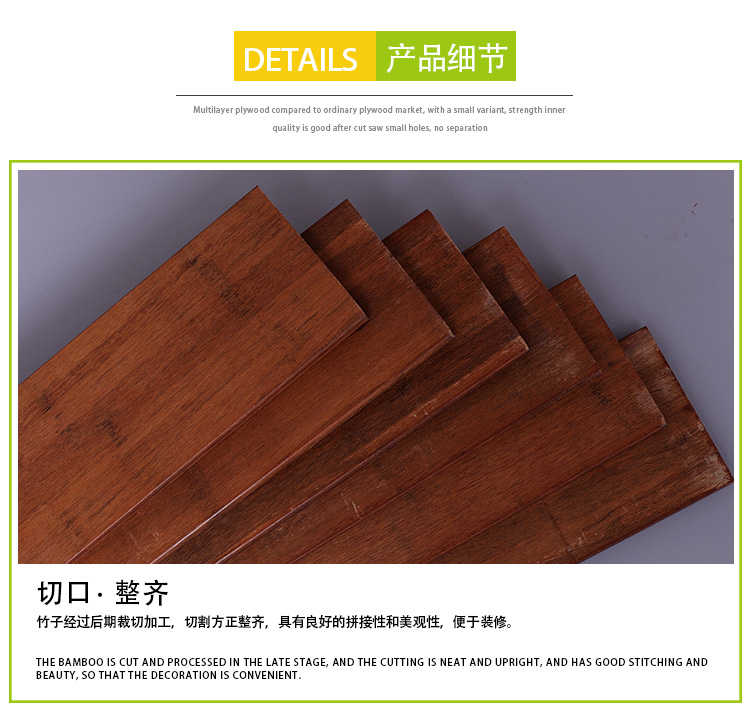 DETAILS 产品细节
Multilayer plywood compared to ordinary plywood market, with a small variant, strength inner
quality is good after cut saw small holes, no separation
切口· 整齐
竹子经过后期裁切加工，切割方正整齐，具有良好的拼接性和美观性，便于装修。
THE BAMBOO IS CUT AND PROCESSED IN THE LATE STAGE, AND THE CUTTING IS NEAT AND UPRIGHT, AND HAS GOOD STITCHING AND
BEAUTY, SO THAT THE DECORATION IS CONVENIENT.